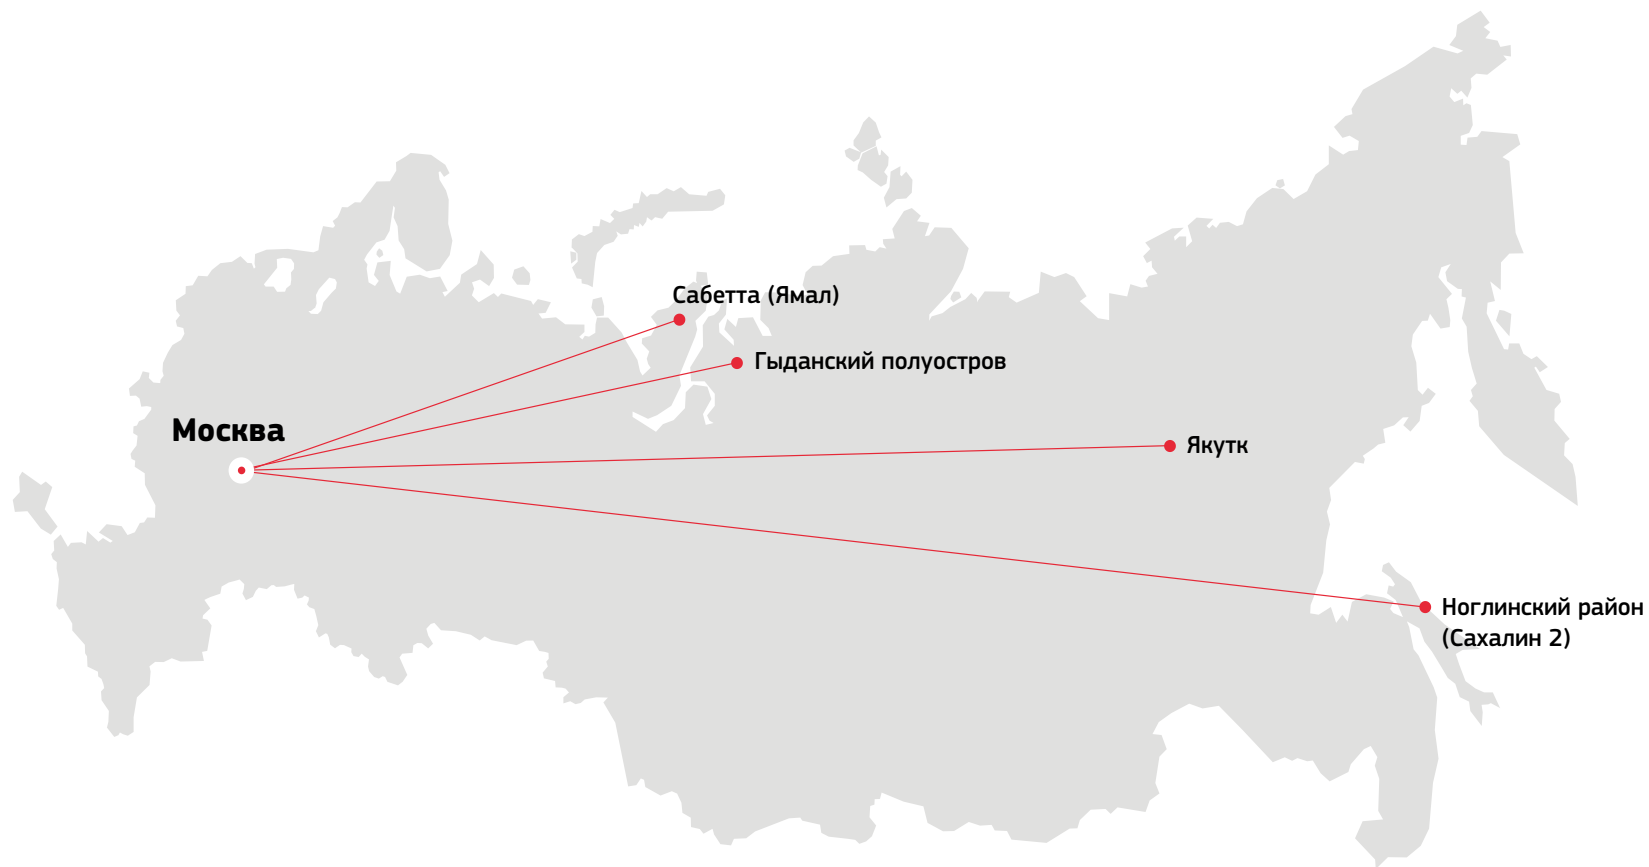 Сабетта (Ямал)
Гыданский полуостров
Москва
Якутк
Ноглинский район
(Сахалин 2)